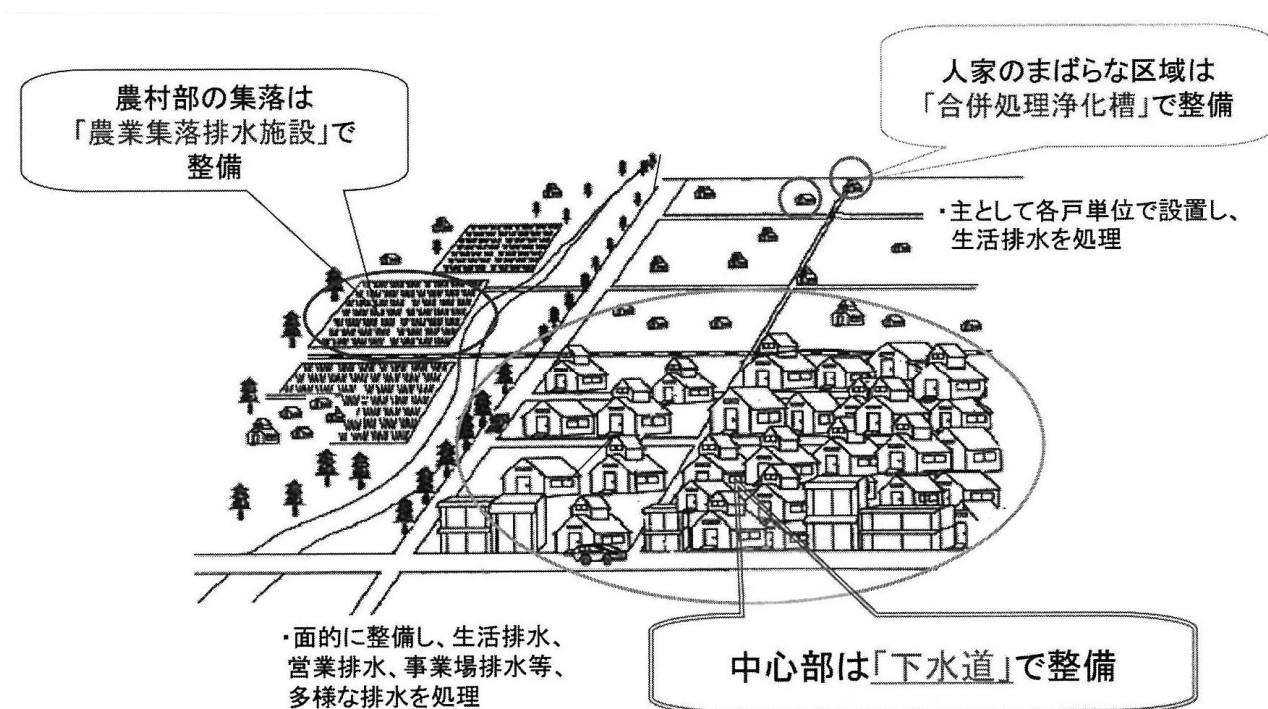 農村部の集落は
「農業集落排水施設」で
整備
人家のまばらな区域は
「合併処理浄化槽」で整備
・主として各戸単位で設置し、
生活排水を処理
・面的に整備し、生活排水、
営業排水、事業場排水等、
多様な排水を処理
中心部は「下水道」で整備